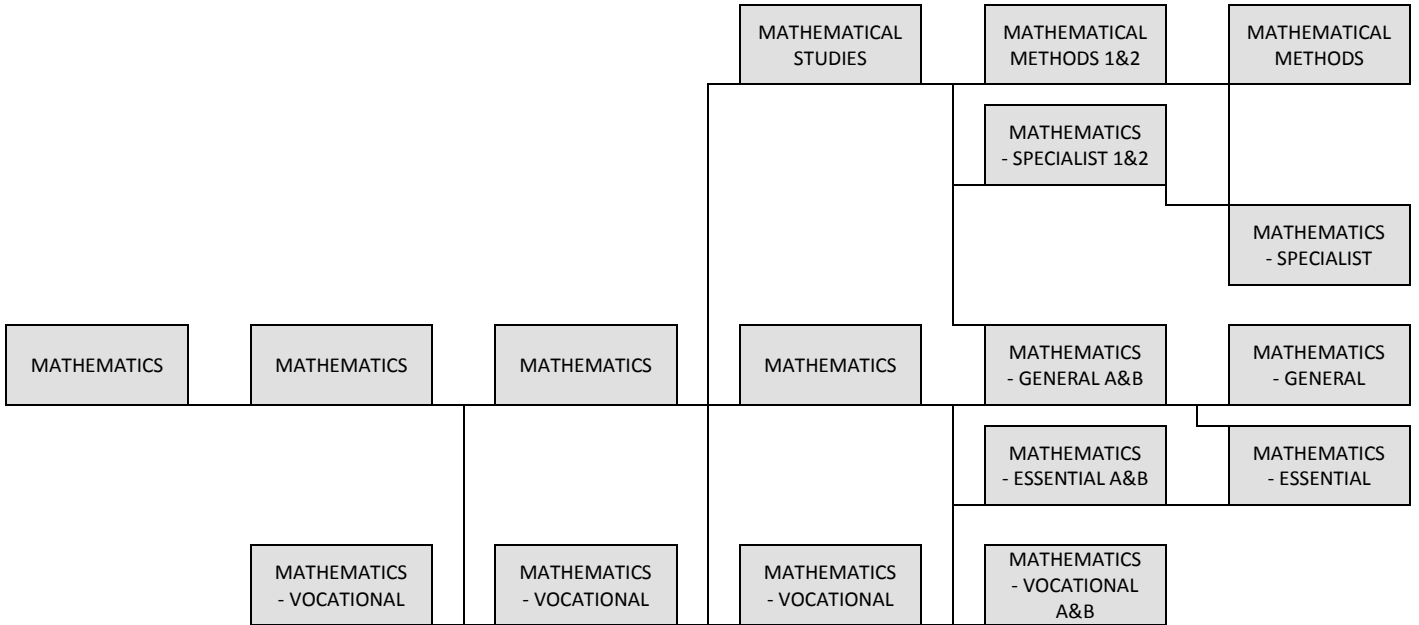 MATHEMATICAL
STUDIES
MATHEMATICAL
METHODS 1&2
MATHEMATICAL
METHODS
MATHEMATICS
- SPECIALIST 1&2
MATHEMATICS
- SPECIALIST
MATHEMATICS
MATHEMATICS
MATHEMATICS
MATHEMATICS
MATHEMATICS
- GENERAL A&B
MATHEMATICS
- GENERAL
MATHEMATICS
- ESSENTIAL A&B
MATHEMATICS
- ESSENTIAL
MATHEMATICS
- VOCATIONAL
MATHEMATICS
- VOCATIONAL
MATHEMATICS
- VOCATIONAL
MATHEMATICS
- VOCATIONAL
A&B